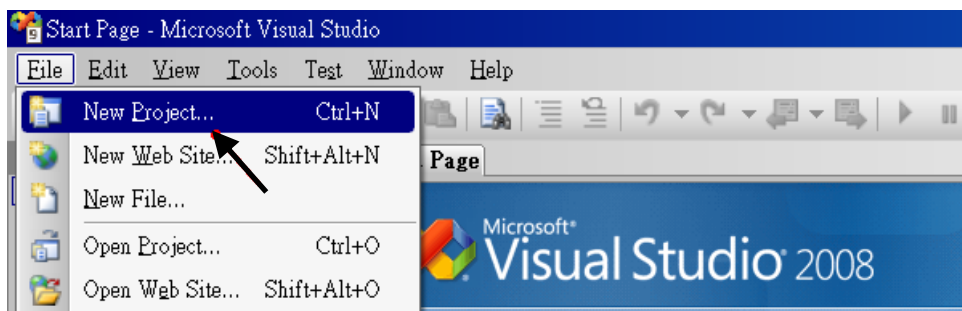 Start Page - Microsoft Visual Studio
File Edit View Tools Test Window Help
New Project... Ctrl+N
New Web Site... Shift+Alt+N
Page
New File...
Open Project... Ctrl+O
Open Web Site... Shift+Alt+O
Microsoft®
Visual Studio® 2008
9